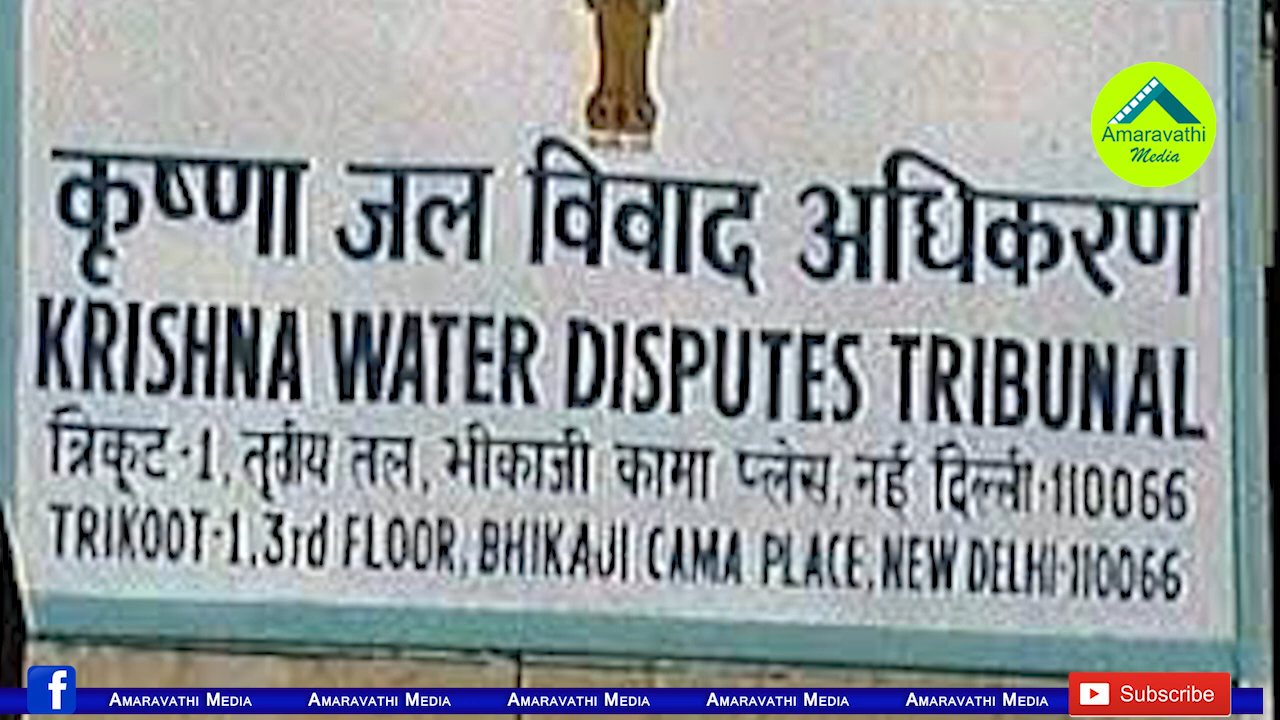 Amaravathi
Media
कृष्णा जल विवाद अधिकरण
KRISHNA WATER DISPUTES TRIBUNAL
त्रिकूट-1, तृतीय तल, भीकाजी कामा प्लेस, नई दिल्ली-110066
TRIKOOT-1, 3rd FLOOR, BHIKAJI CAMA PLACE, NEW DELHI-110066
f AMARAVATHI MEDIA AMARAVATHI MEDIA AMARAVATHI MEDIA AMARAVATHI MEDIA AMARAVATHI MEDIA Subscribe